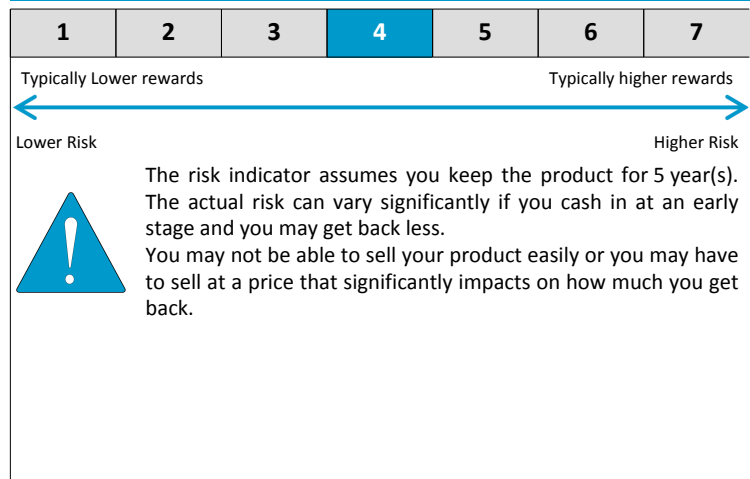 1 2 3 4 5 6 7
Typically Lower rewards Typically higher rewards
Lower Risk Higher Risk
The risk indicator assumes you keep the product for 5 year(s).
The actual risk can vary significantly if you cash in at an early
stage and you may get back less.
You may not be able to sell your product easily or you may have
to sell at a price that significantly impacts on how much you get
back.